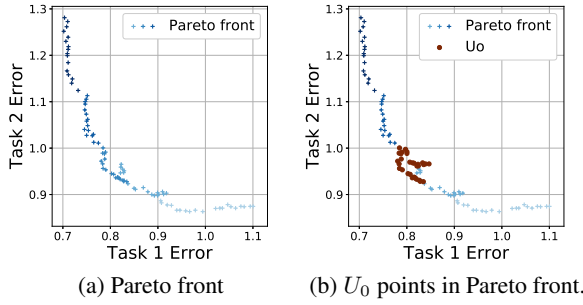 1.3
1.2
1.1
1.0
0.9
Task 2 Error
Pareto front
0.7 0.8 0.9 1.0 1.1
Task 1 Error
(a) Pareto front
1.3
1.2
1.1
1.0
0.9
Task 2 Error
Pareto front
Uo
0.7 0.8 0.9 1.0 1.1
Task 1 Error
(b) U₀ points in Pareto front.